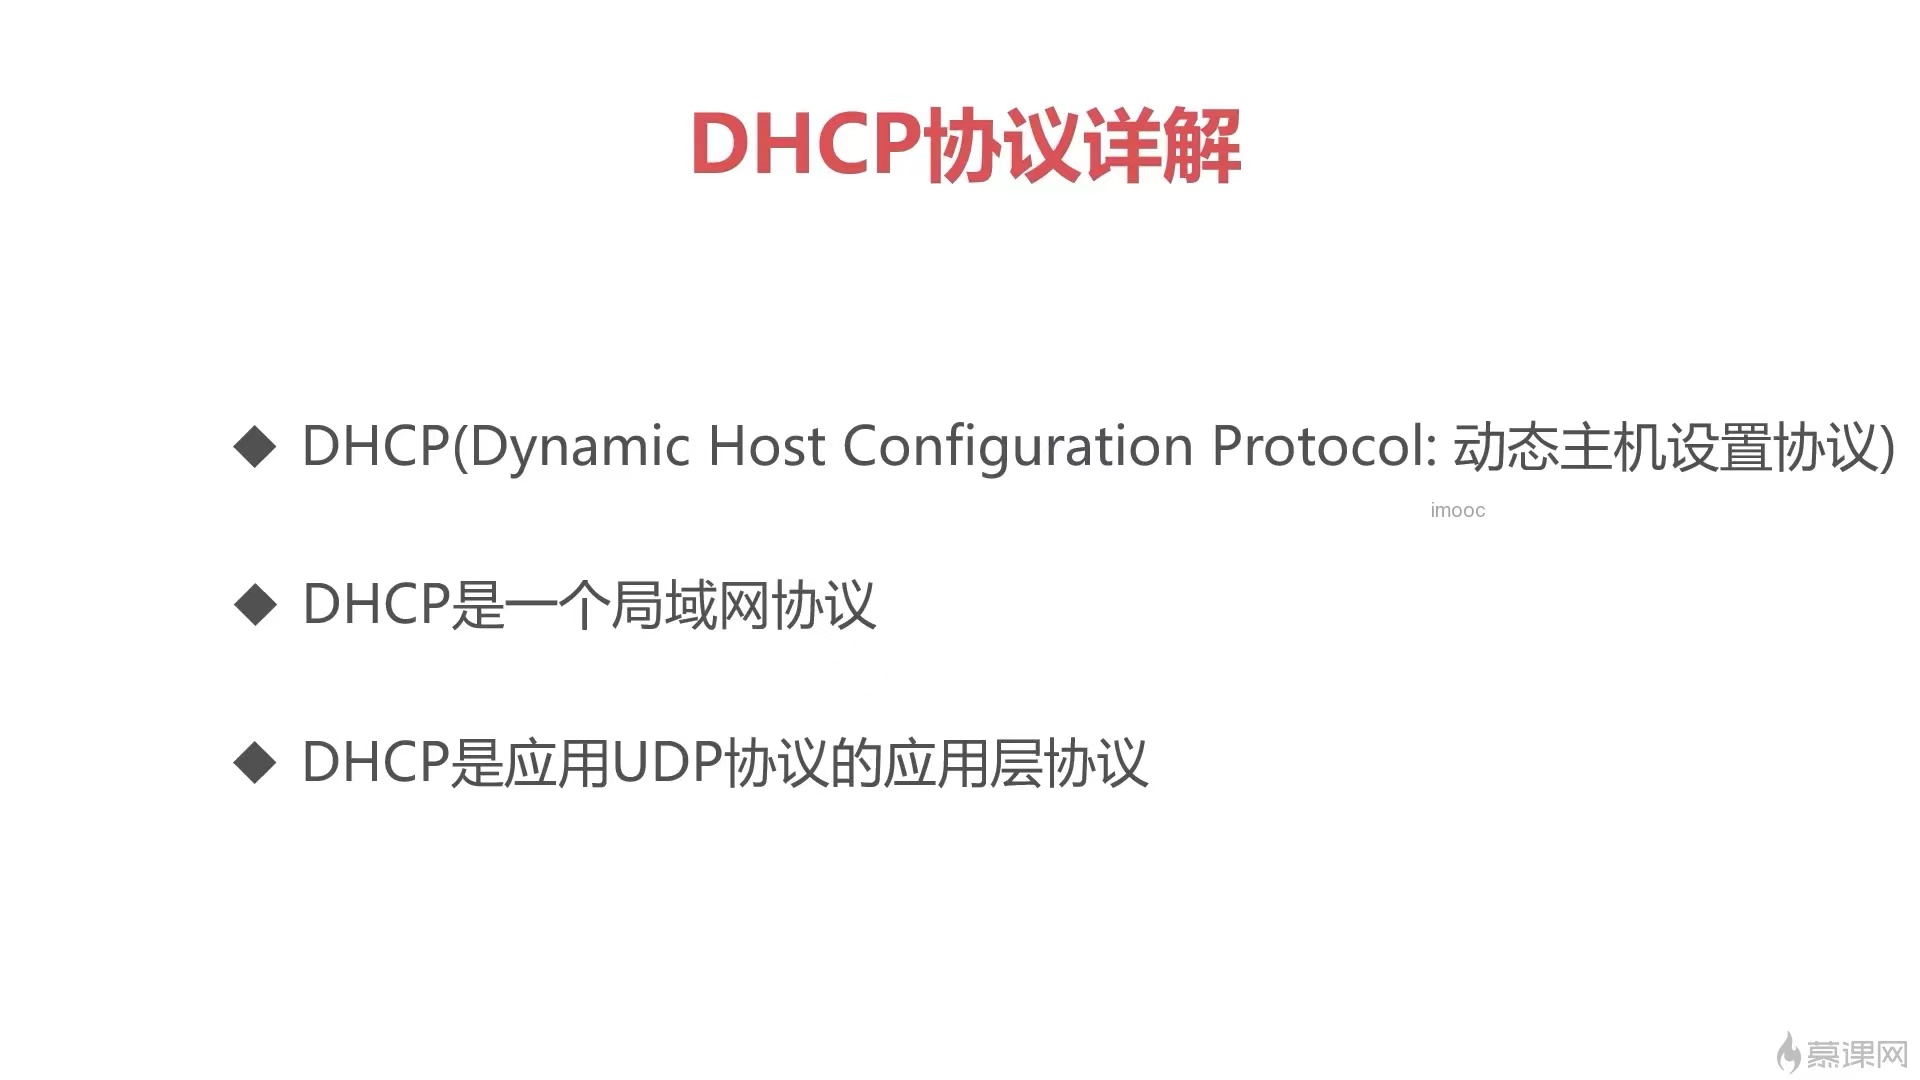 DHCP协议详解
◆ DHCP(Dynamic Host Configuration Protocol: 动态主机设置协议)
imooc
◆ DHCP是一个局域网协议
◆ DHCP是应用UDP协议的应用层协议
慕课网